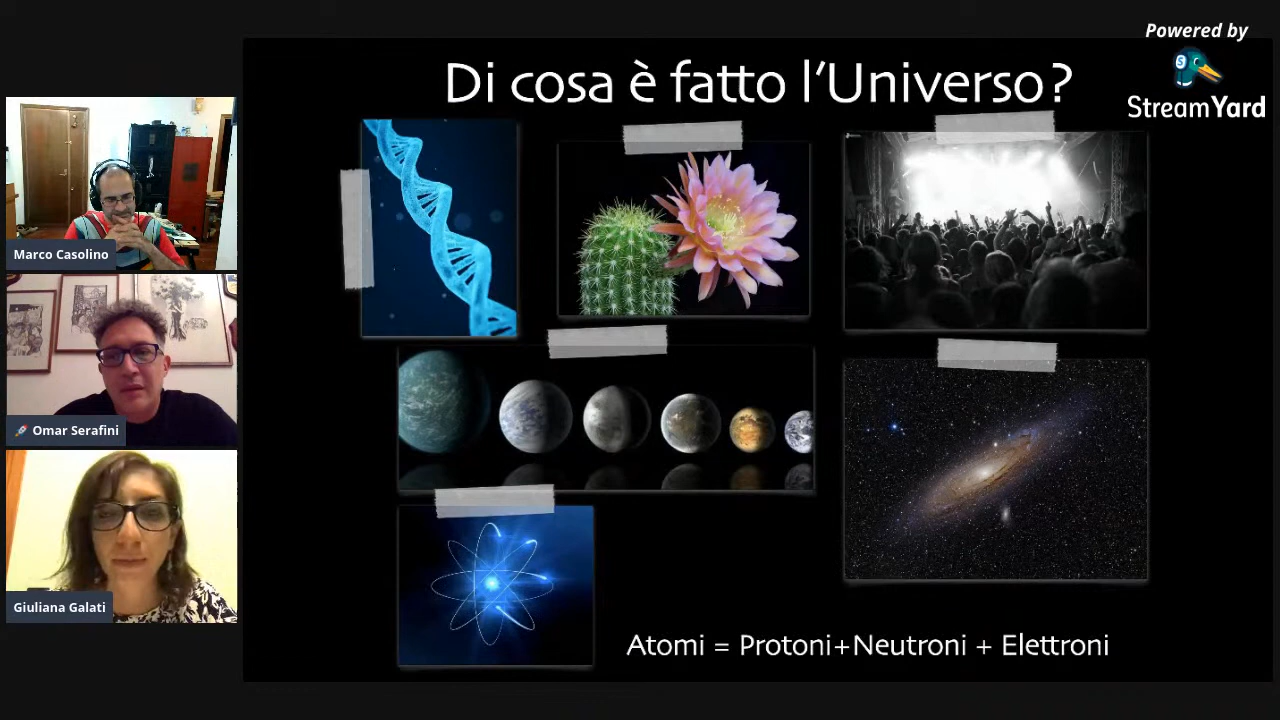 Powered by
StreamYard
Di cosa è fatto l'Universo?
Marco Casolino
🚀 Omar Serafini
Giuliana Galati
Atomi = Protoni+Neutroni + Elettroni